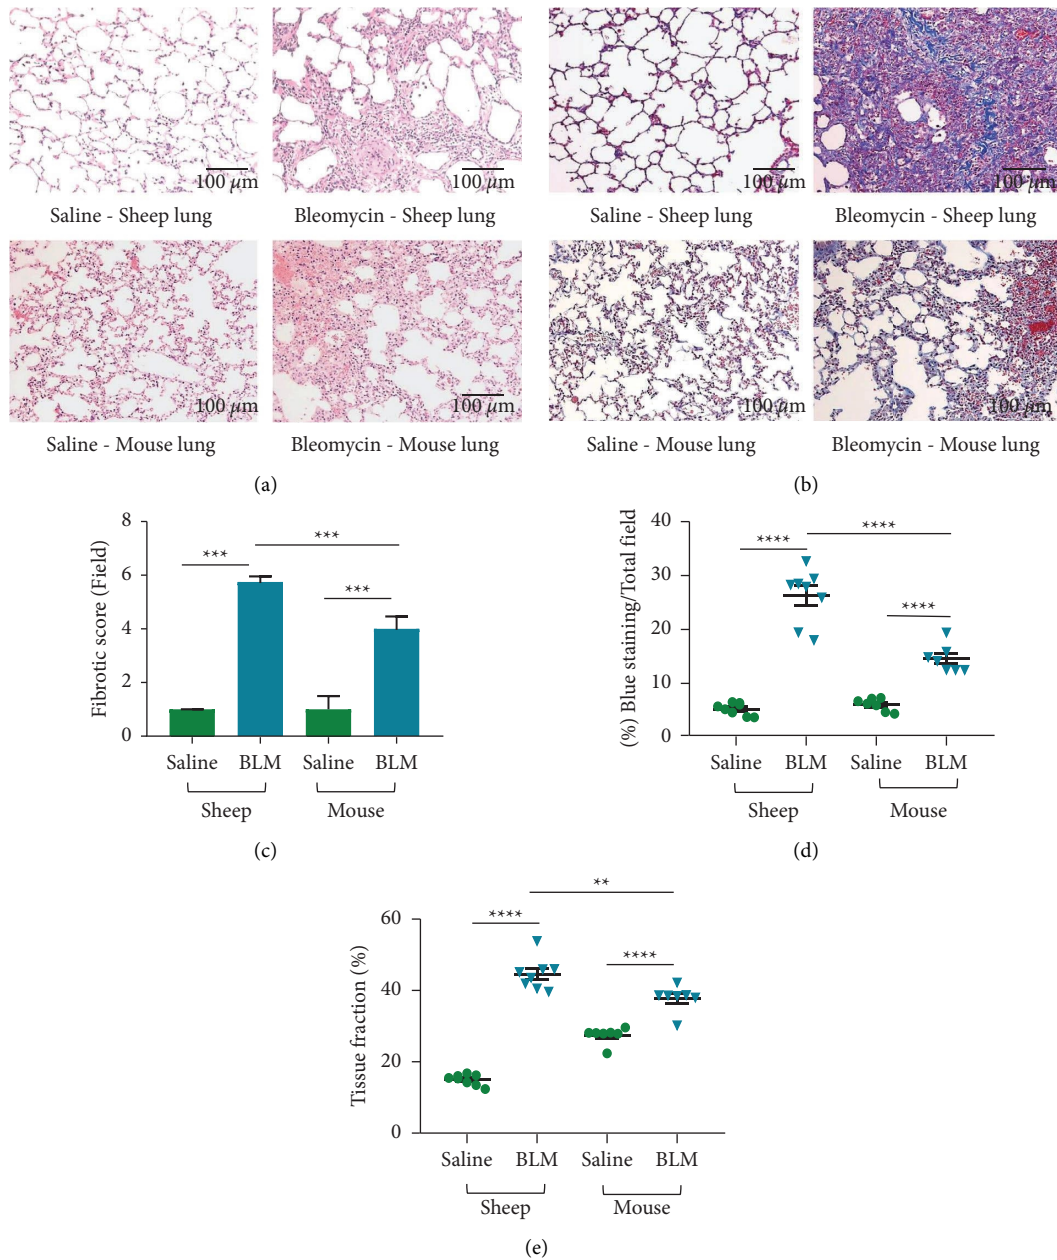 100 μm
100 μm
100 μm
100 μm
Saline - Sheep lung
Bleomycin - Sheep lung
Saline - Sheep lung
Bleomycin - Sheep lung
100 μm
100 μm
100 μm
100 μm
Saline - Mouse lung
Bleomycin - Mouse lung
Saline - Mouse lung
Bleomycin - Mouse lung
(a)
(b)
Fibrotic score (Field)
8
6
4
2
0
***
***
***
Saline
BLM
Saline
BLM
Sheep
Mouse
(c)
(%) Blue staining/Total field
40
30
20
10
0
****
****
****
Saline
BLM
Saline
BLM
Sheep
Mouse
(d)
Tissue fraction (%)
60
40
20
0
****
**
****
Saline
BLM
Saline
BLM
Sheep
Mouse
(e)